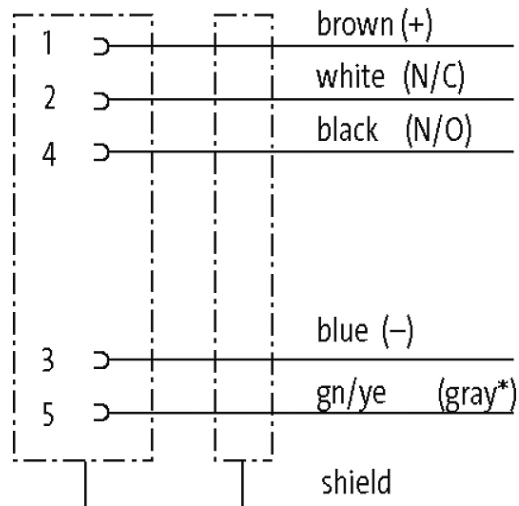 1 brown (+)
2 white (N/C)
4 black (N/O)
3 blue (–)
5 gn/ye (gray*)
shield